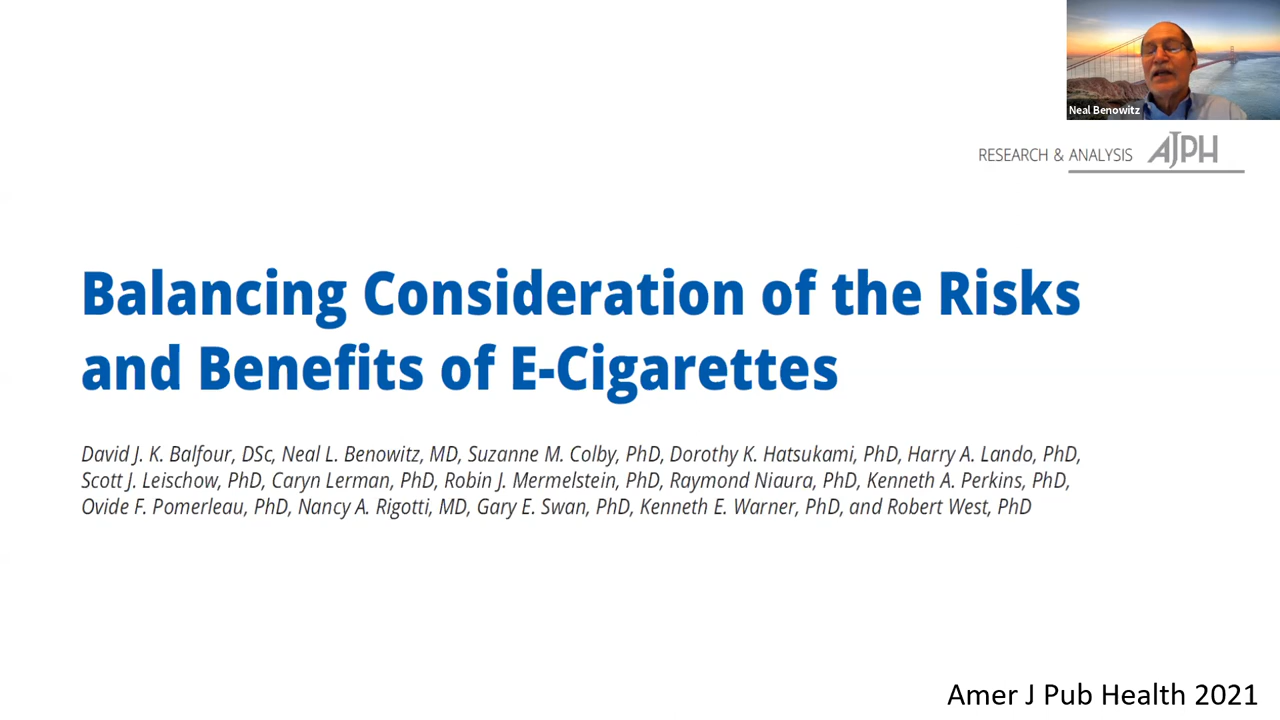 Neal Benowitz
RESEARCH & ANALYSIS AJPH
Balancing Consideration of the Risks
and Benefits of E-Cigarettes
David J. K. Balfour, DSc, Neal L. Benowitz, MD, Suzanne M. Colby, PhD, Dorothy K. Hatsukami, PhD, Harry A. Lando, PhD,
Scott J. Leischow, PhD, Caryn Lerman, PhD, Robin J. Mermelstein, PhD, Raymond Niaura, PhD, Kenneth A. Perkins, PhD,
Ovide F. Pomerleau, PhD, Nancy A. Rigotti, MD, Gary E. Swan, PhD, Kenneth E. Warner, PhD, and Robert West, PhD
Amer J Pub Health 2021